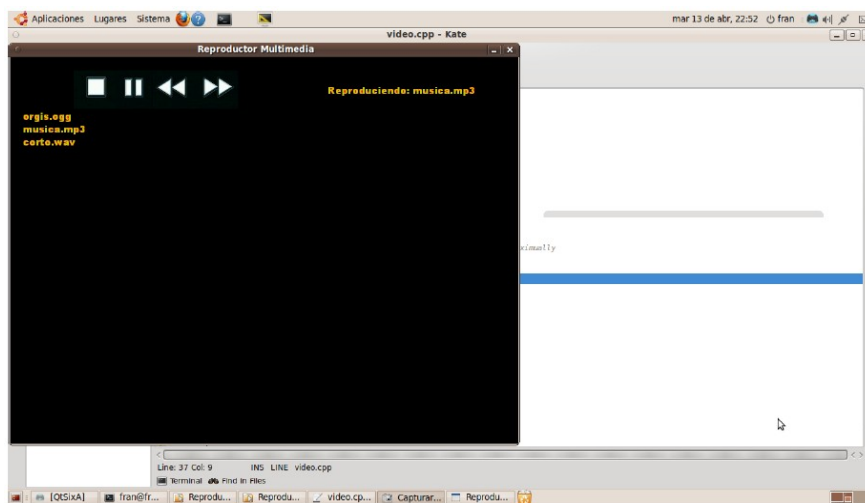 Aplicaciones Lugares Sistema mar 13 de abr, 22:52 fran
video.cpp - Kate
Reproductor Multimedia
Reproduciendo: musica.mp3
orgis.ogg
musica.mp3
corto.wav
ximally
Line: 37 Col: 9 INS LINE video.cpp
Terminal Find in Files
[QtSixA] fran@fr... Reprodu... Reprodu... video.cp... Capturar... Reprodu...